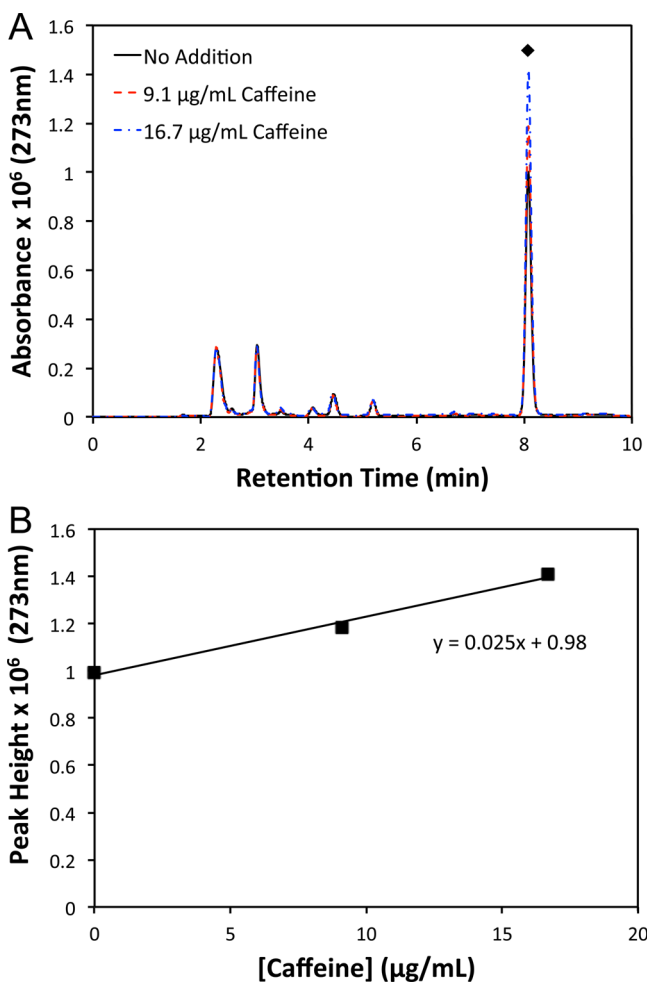 A
1.6
1.4
1.2
1
0.8
0.6
0.4
0.2
0
Absorbance x 10⁶ (273nm)
No Addition
9.1 µg/mL Caffeine
16.7 µg/mL Caffeine
0 2 4 6 8 10
Retention Time (min)
B
1.6
1.4
1.2
1
0.8
0.6
0.4
0.2
0
Peak Height x 10⁶ (273nm)
y = 0.025x + 0.98
0 5 10 15 20
[Caffeine] (µg/mL)